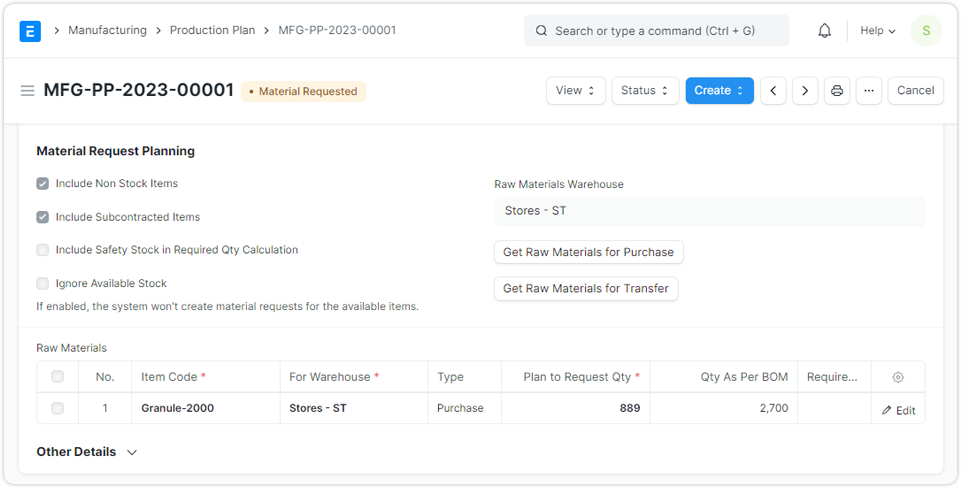 E Manufacturing Production Plan MFG-PP-2023-00001 Search or type a command (Ctrl + G) Help S
MFG-PP-2023-00001 • Material Requested View Status Create ... Cancel
Material Request Planning
Include Non Stock Items
Raw Materials Warehouse
Include Subcontracted Items
Stores - ST
Include Safety Stock in Required Qty Calculation
Get Raw Materials for Purchase
Ignore Available Stock
Get Raw Materials for Transfer
If enabled, the system won't create material requests for the available items.
Raw Materials
No. Item Code * For Warehouse * Type Plan to Request Qty * Qty As Per BOM Require...
1 Granule-2000 Stores - ST Purchase 889 2,700 Edit
Other Details